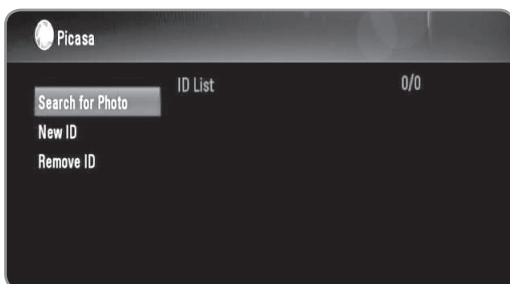 Picasa
ID List 0/0
Search for Photo
New ID
Remove ID